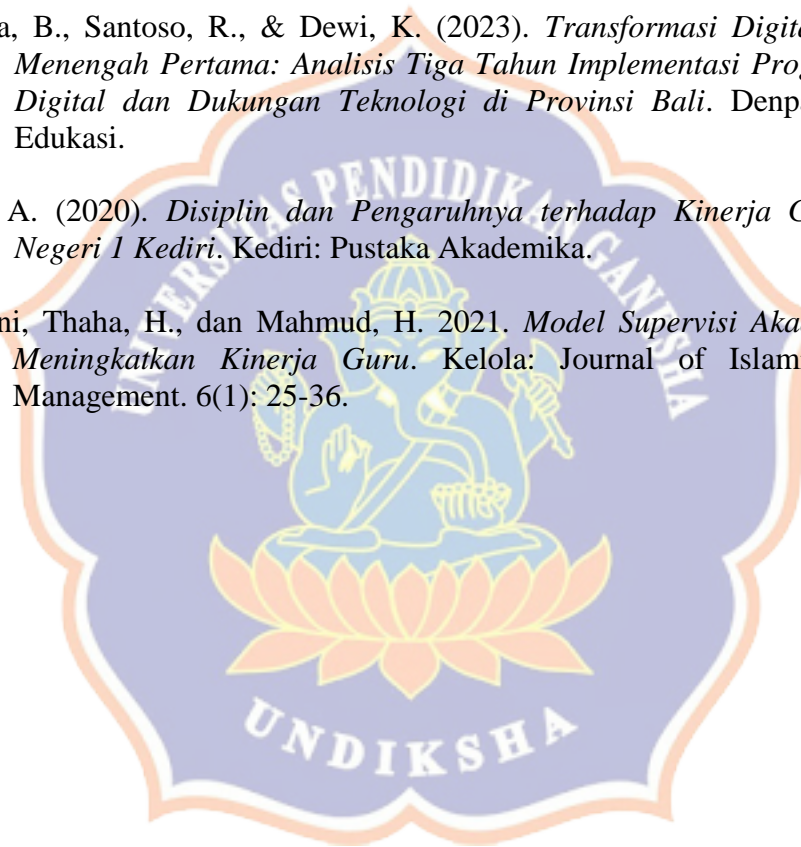 a, B., Santoso, R., & Dewi, K. (2023). Transformasi Digita
Menengah Pertama: Analisis Tiga Tahun Implementasi Prog
Digital dan Dukungan Teknologi di Provinsi Bali. Denp
Edukasi.
A. (2020). Disiplin dan Pengaruhnya terhadap Kinerja G
Negeri 1 Kediri. Kediri: Pustaka Akademika.
ni, Thaha, H., dan Mahmud, H. 2021. Model Supervisi Aka
Meningkatkan Kinerja Guru. Kelola: Journal of Islam
Management. 6(1): 25-36.
UNIVERSITAS PENDIDIKAN GANESHA
UNDIKSHA